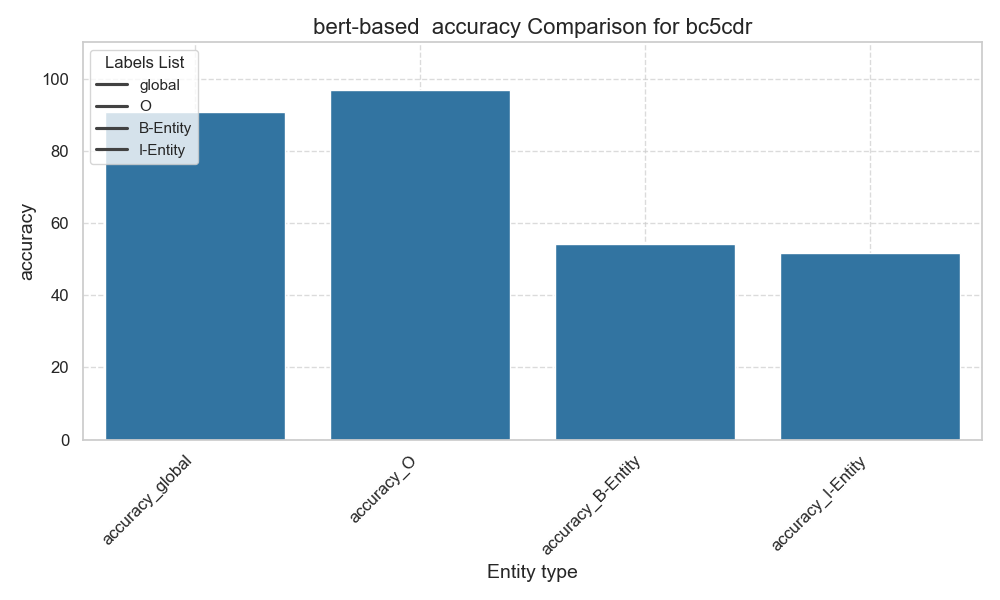 bert-based  accuracy Comparison for bc5cdr
Labels List
global
O
B-Entity
I-Entity
accuracy
100
80
60
40
20
0
accuracy_global
accuracy_O
accuracy_B-Entity
accuracy_I-Entity
Entity type